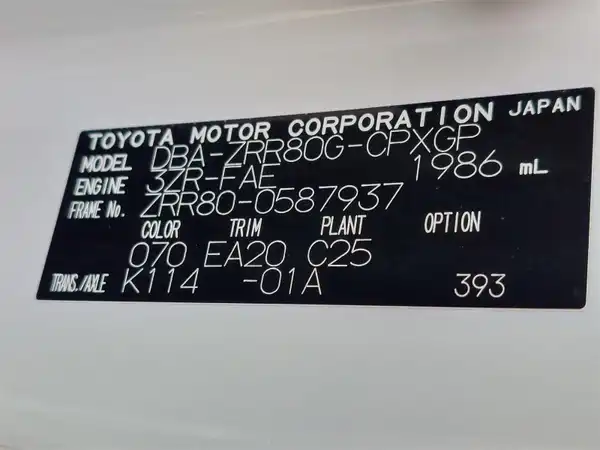 TOYOTA MOTOR CORPORATION JAPAN
MODEL DBA-ZRR80G-CPXGP
ENGINE 3ZR-FAE 1986 mL
FRAME No. ZRR80-0587937
COLOR TRIM PLANT OPTION
070 EA20 C25
TRANS./AXLE K114 -01A 393